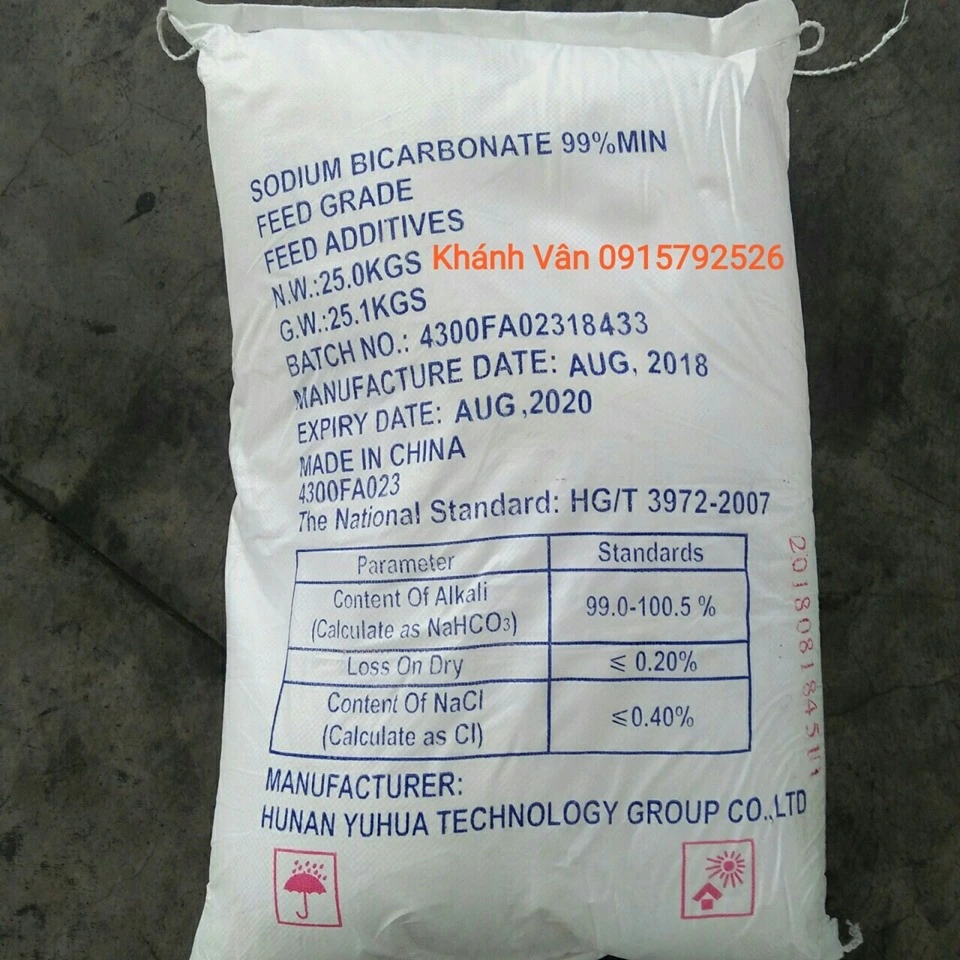 SODIUM BICARBONATE 99%MIN
FEED GRADE
FEED ADDITIVES
N.W.:25.0KGS
Khánh Vân 0915792526
G.W.:25.1KGS
BATCH NO.: 4300FA02318433
MANUFACTURE DATE: AUG, 2018
EXPIRY DATE: AUG,2020
MADE IN CHINA
4300FA023
The National Standard: HG/T 3972-2007
Parameter Standards
Content Of Alkali
(Calculate as NaHCO₃) 99.0-100.5 %
Loss On Dry ≤ 0.20%
Content Of NaCl
(Calculate as Cl) ≤0.40%
MANUFACTURER:
HUNAN YUHUA TECHNOLOGY GROUP CO.,LTD